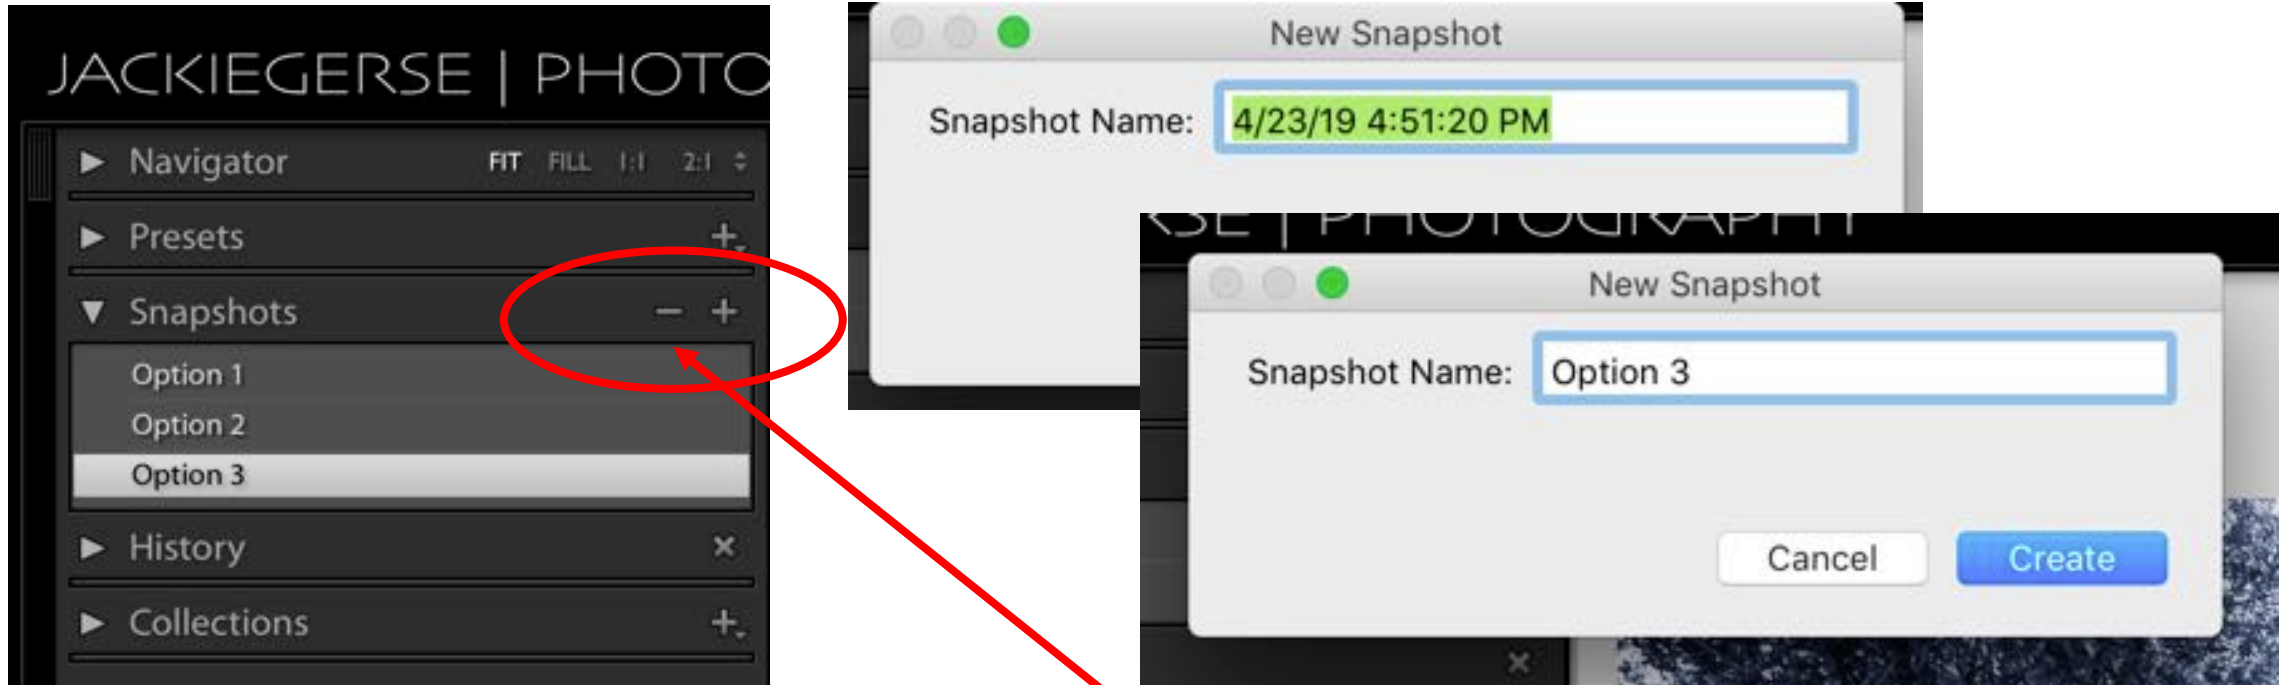 JACKIEGERSE | PHOTO
Navigator FIT FILL 1:1 2:1
Presets
Snapshots
Option 1
Option 2
Option 3
History
Collections
New Snapshot
Snapshot Name: 4/23/19 4:51:20 PM
RSE | PHOTOGRAPHY
New Snapshot
Snapshot Name: Option 3
Cancel Create